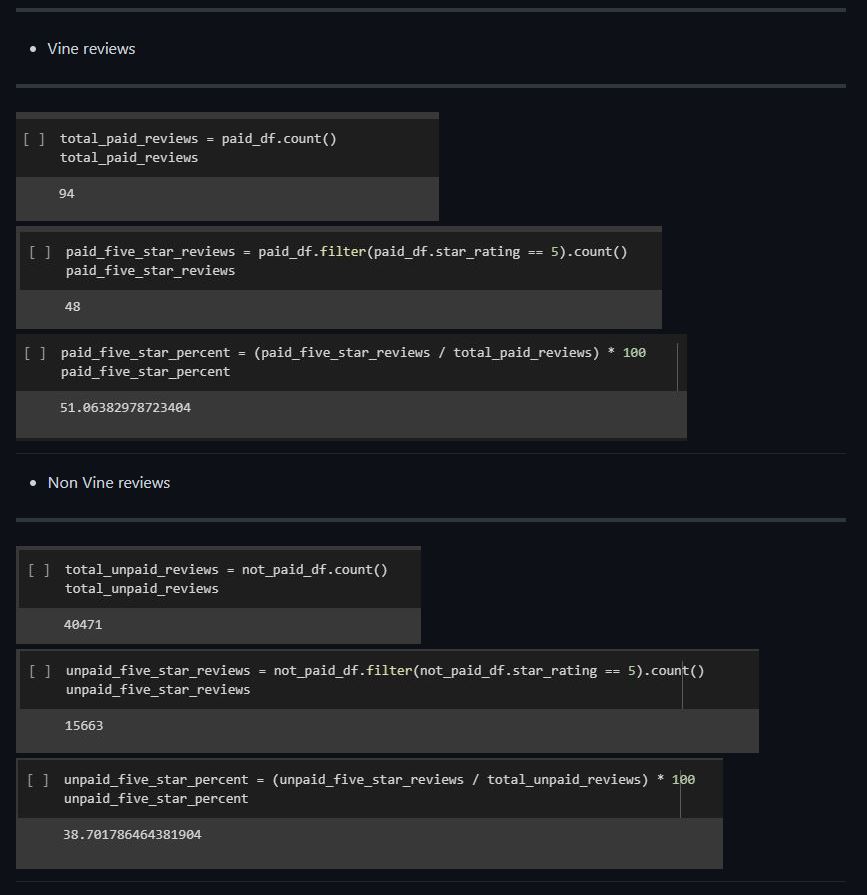 • Vine reviews
[ ] total_paid_reviews = paid_df.count()
total_paid_reviews
94
[ ] paid_five_star_reviews = paid_df.filter(paid_df.star_rating == 5).count()
paid_five_star_reviews
48
[ ] paid_five_star_percent = (paid_five_star_reviews / total_paid_reviews) * 100
paid_five_star_percent
51.06382978723404
• Non Vine reviews
[ ] total_unpaid_reviews = not_paid_df.count()
total_unpaid_reviews
40471
[ ] unpaid_five_star_reviews = not_paid_df.filter(not_paid_df.star_rating == 5).count()
unpaid_five_star_reviews
15663
[ ] unpaid_five_star_percent = (unpaid_five_star_reviews / total_unpaid_reviews) * 100
unpaid_five_star_percent
38.701786464381904